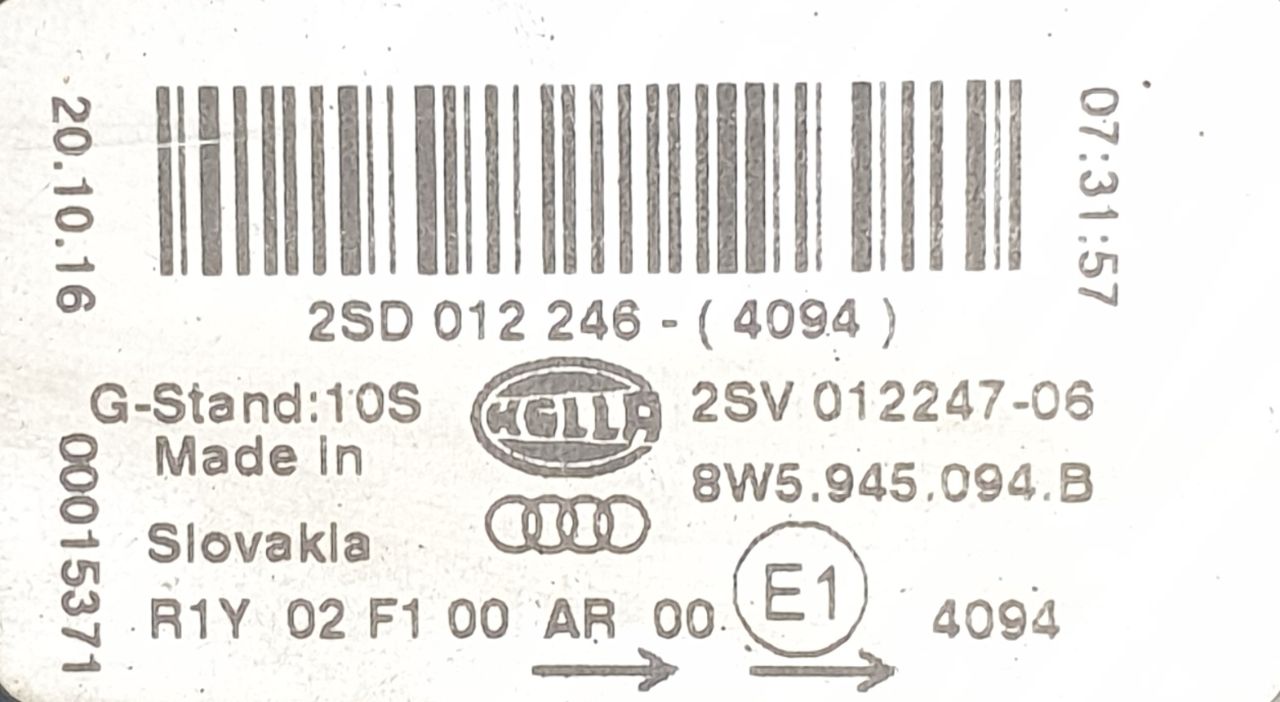 20.10.16
07:31:57
2SD 012 246 - ( 4094 )
G-Stand:10S
HELLA
2SV 012247-06
Made in
8W5.945.094.B
Slovakia
00015371
R1Y 02 F1 00 AR 00
E1
4094